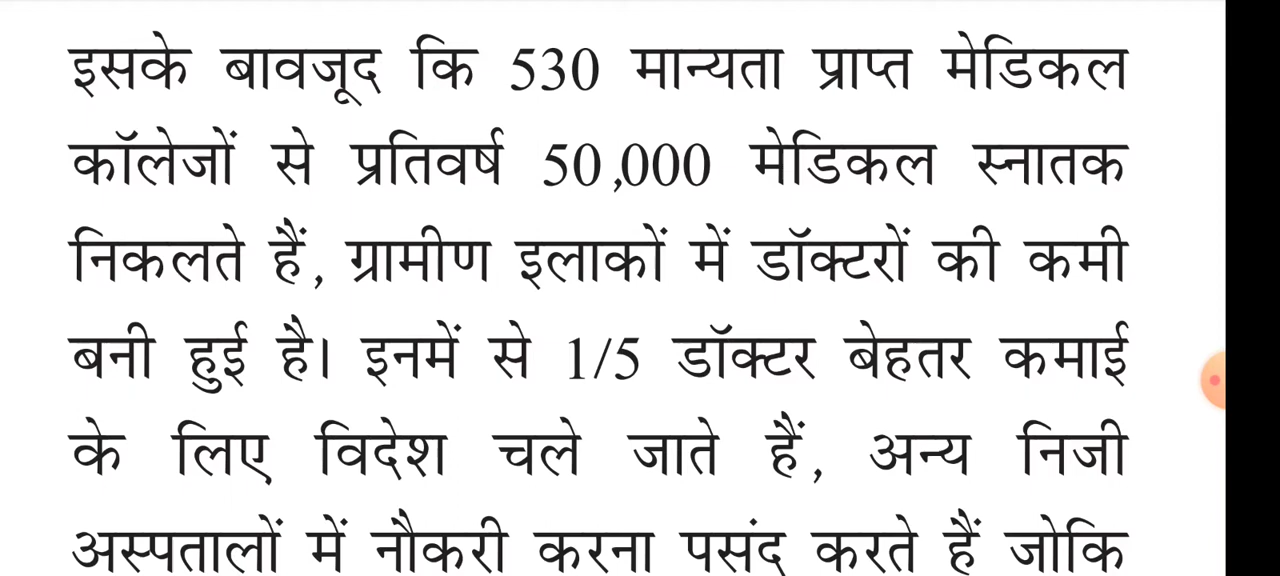 इसके बावजूद कि 530 मान्यता प्राप्त मेडिकल
कॉलेजों से प्रतिवर्ष 50,000 मेडिकल स्नातक
निकलते हैं, ग्रामीण इलाकों में डॉक्टरों की कमी
बनी हुई है। इनमें से 1/5 डॉक्टर बेहतर कमाई
के लिए विदेश चले जाते हैं, अन्य निजी
अस्पतालों में नौकरी करना पसंद करते हैं जोकि